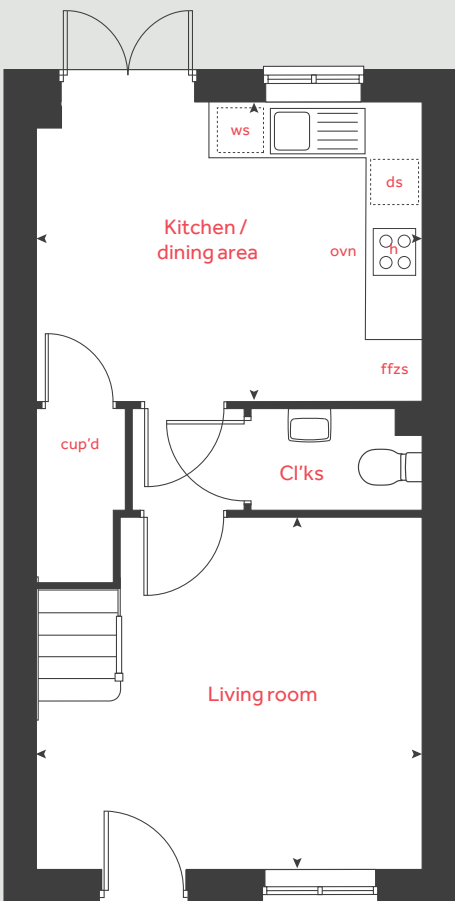 ws
ds
Kitchen /
dining area
ovn
h
ffzs
cup'd
Cl'ks
Living room